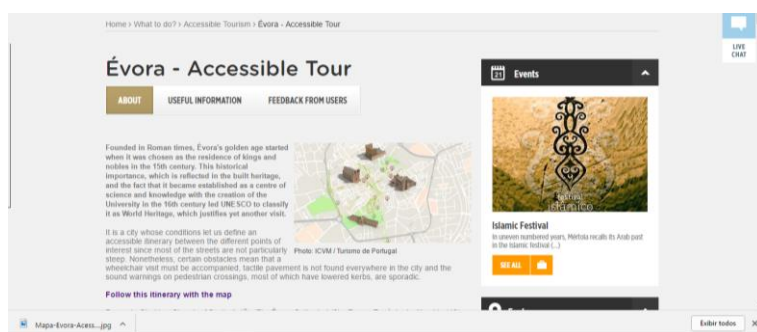 Home › What to do? › Accessible Tourism › Évora - Accessible Tour
LIVE
CHAT
Évora - Accessible Tour
ABOUT
USEFUL INFORMATION
FEEDBACK FROM USERS
Founded in Roman times, Évora's golden age started
when it was chosen as the residence of kings and
nobles in the 15th century. This historical
importance, which is reflected in the built heritage,
and the fact that it became established as a centre of
science and knowledge with the creation of the
University in the 16th century led UNESCO to classify
it as World Heritage, which justifies yet another visit.
It is a city whose conditions let us define an
accessible itinerary between the different points of
interest since most of the streets are not particularly
steep. Nonetheless, certain obstacles mean that a
wheelchair visit must be accompanied, tactile pavement is not found everywhere in the city and the
sound warnings on pedestrian crossings, most of which have lowered kerbs, are sporadic.
Photo: ICVM / Turismo de Portugal
Follow this itinerary with the map
21
Events
festival
islâmico
Islamic Festival
In uneven numbered years, Mértola recalls its Arab past
in the Islamic festival (...)
SEE ALL
Mapa-Evora-Acess....jpg
Exibir todos